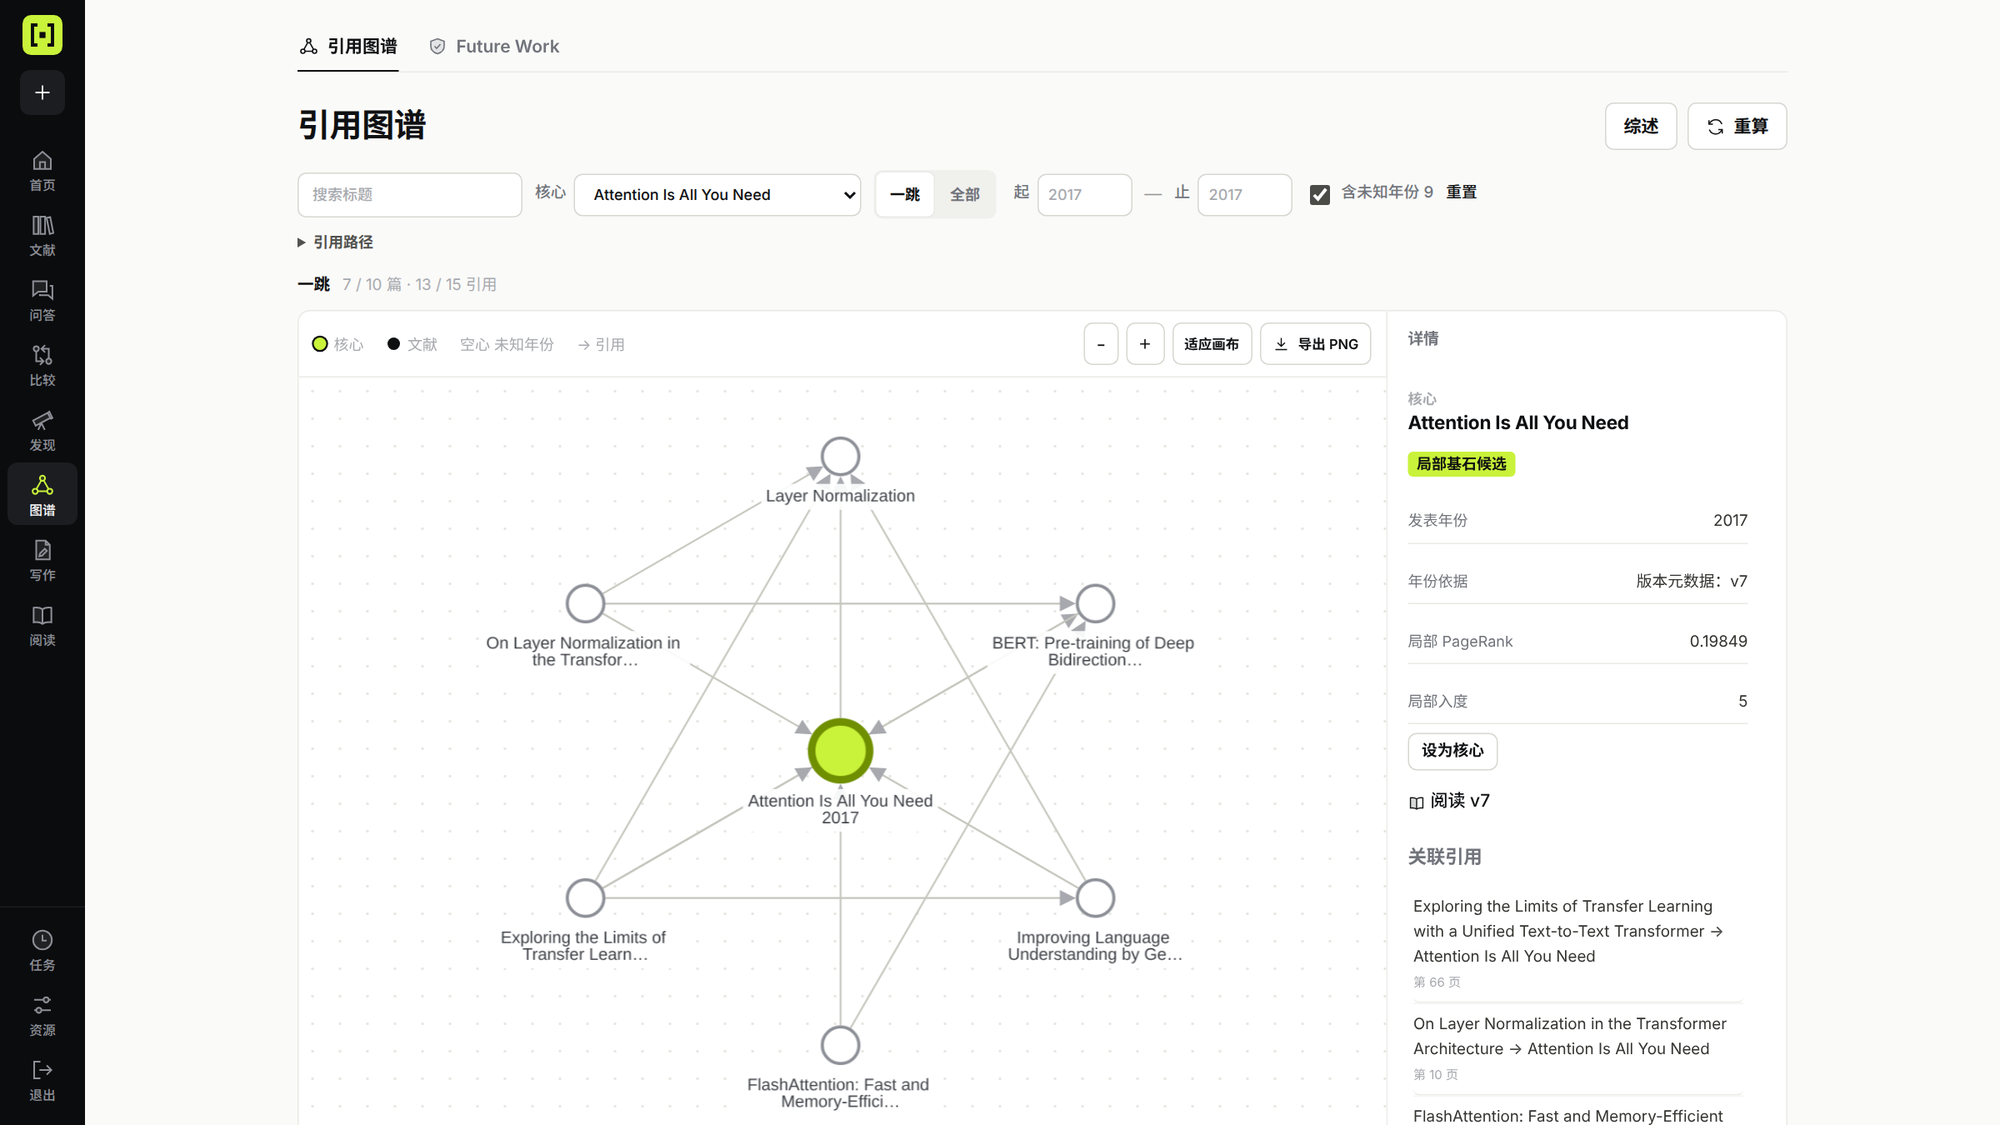 引用图谱
Future Work
引用图谱
综述
重算
搜索标题
核心
Attention Is All You Need
一跳
全部
起
2017
—
止
2017
含未知年份 9
重置
引用路径
一跳 7 / 10 篇 · 13 / 15 引用
核心
文献
空心 未知年份
→ 引用
-
+
适应画布
导出 PNG
Layer Normalization
On Layer Normalization in
the Transfor…
BERT: Pre-training of Deep
Bidirection…
Attention Is All You Need
2017
Exploring the Limits of
Transfer Learn…
Improving Language
Understanding by Ge…
FlashAttention: Fast and
Memory-Effici…
详情
核心
Attention Is All You Need
局部基石候选
发表年份 2017
年份依据 版本元数据：v7
局部 PageRank 0.19849
局部入度 5
设为核心
阅读 v7
关联引用
Exploring the Limits of Transfer Learning
with a Unified Text-to-Text Transformer →
Attention Is All You Need
第 66 页
On Layer Normalization in the Transformer
Architecture → Attention Is All You Need
第 10 页
FlashAttention: Fast and Memory-Efficient
首页
文献
问答
比较
发现
图谱
写作
阅读
任务
资源
退出